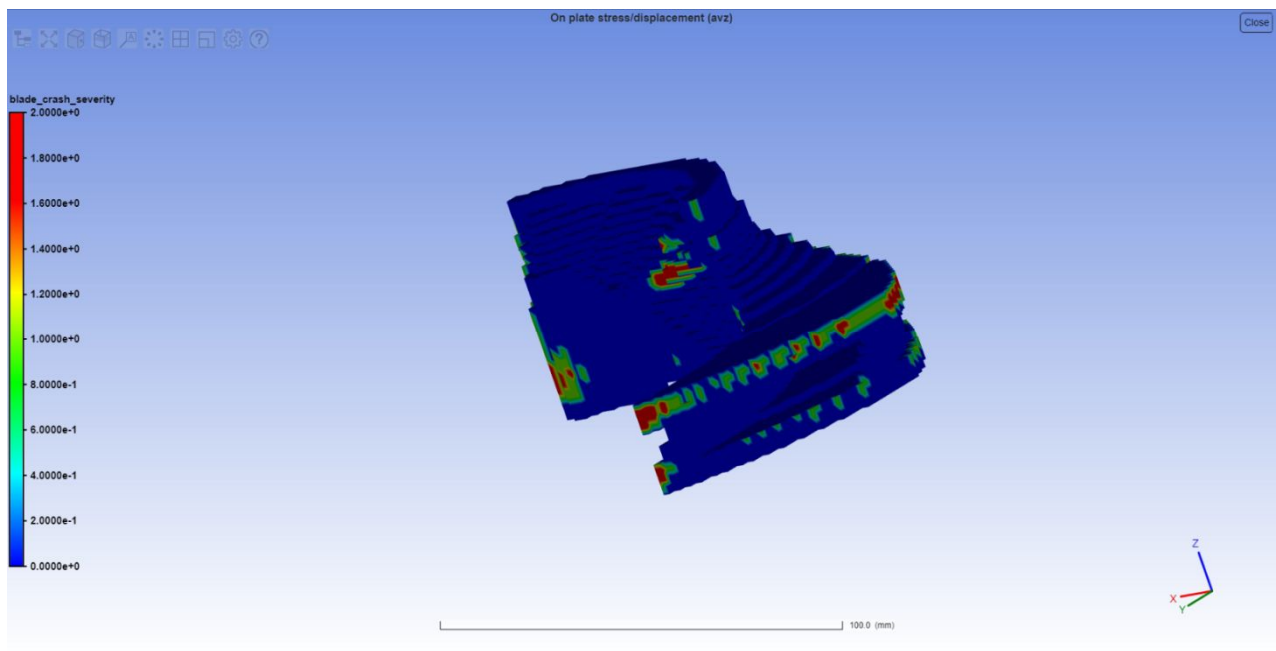 On plate stress/displacement (avz)
Close
blade_crash_severity
2.0000e+0
1.8000e+0
1.6000e+0
1.4000e+0
1.2000e+0
1.0000e+0
8.0000e-1
6.0000e-1
4.0000e-1
2.0000e-1
0.0000e+0
Z
X
Y
100.0 (mm)